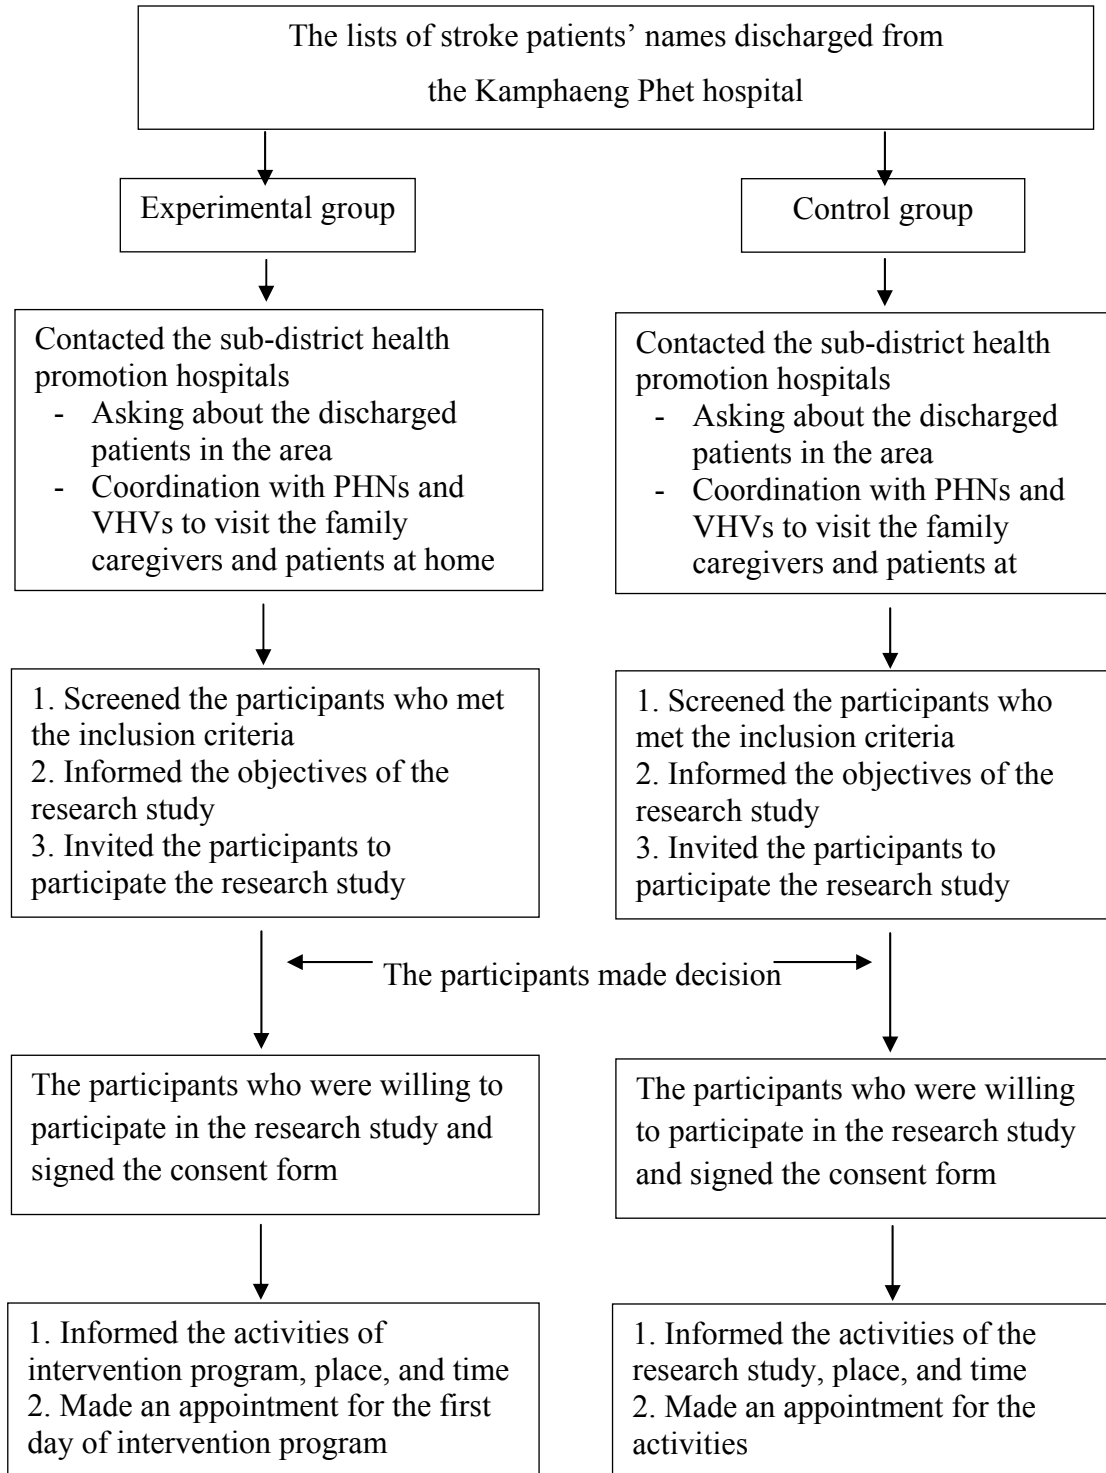 The lists of stroke patients’ names discharged from
the Kamphaeng Phet hospital
Experimental group
Control group
Contacted the sub-district health
promotion hospitals
- Asking about the discharged
patients in the area
- Coordination with PHNs and
VHVs to visit the family
caregivers and patients at home
Contacted the sub-district health
promotion hospitals
- Asking about the discharged
patients in the area
- Coordination with PHNs and
VHVs to visit the family
caregivers and patients at
1. Screened the participants who met
the inclusion criteria
2. Informed the objectives of the
research study
3. Invited the participants to
participate the research study
1. Screened the participants who
met the inclusion criteria
2. Informed the objectives of the
research study
3. Invited the participants to
participate the research study
The participants made decision
The participants who were willing to
participate in the research study and
signed the consent form
The participants who were willing
to participate in the research study
and signed the consent form
1. Informed the activities of
intervention program, place, and time
2. Made an appointment for the first
day of intervention program
1. Informed the activities of the
research study, place, and time
2. Made an appointment for the
activities